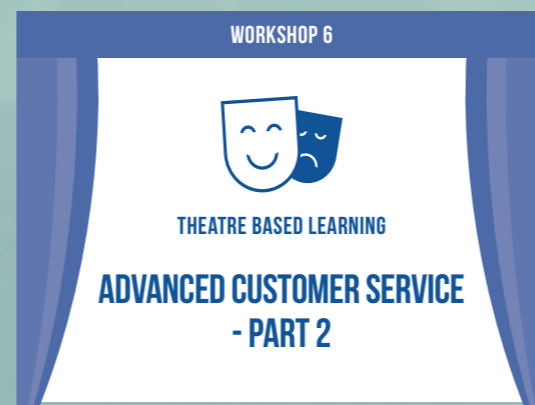 WORKSHOP 6
THEATRE BASED LEARNING
ADVANCED CUSTOMER SERVICE
- PART 2